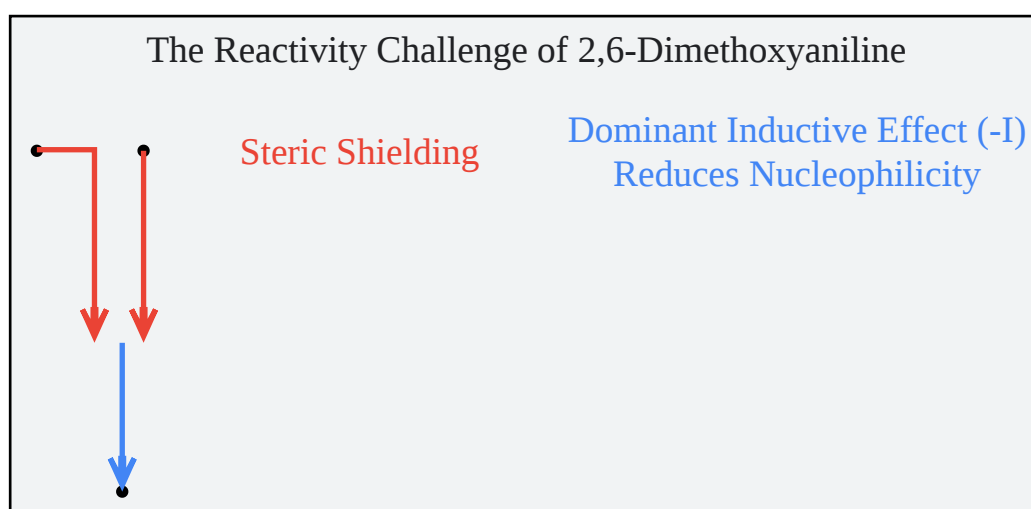 The Reactivity Challenge of 2,6-Dimethoxyaniline
Steric Shielding
Dominant Inductive Effect (-I)
Reduces Nucleophilicity